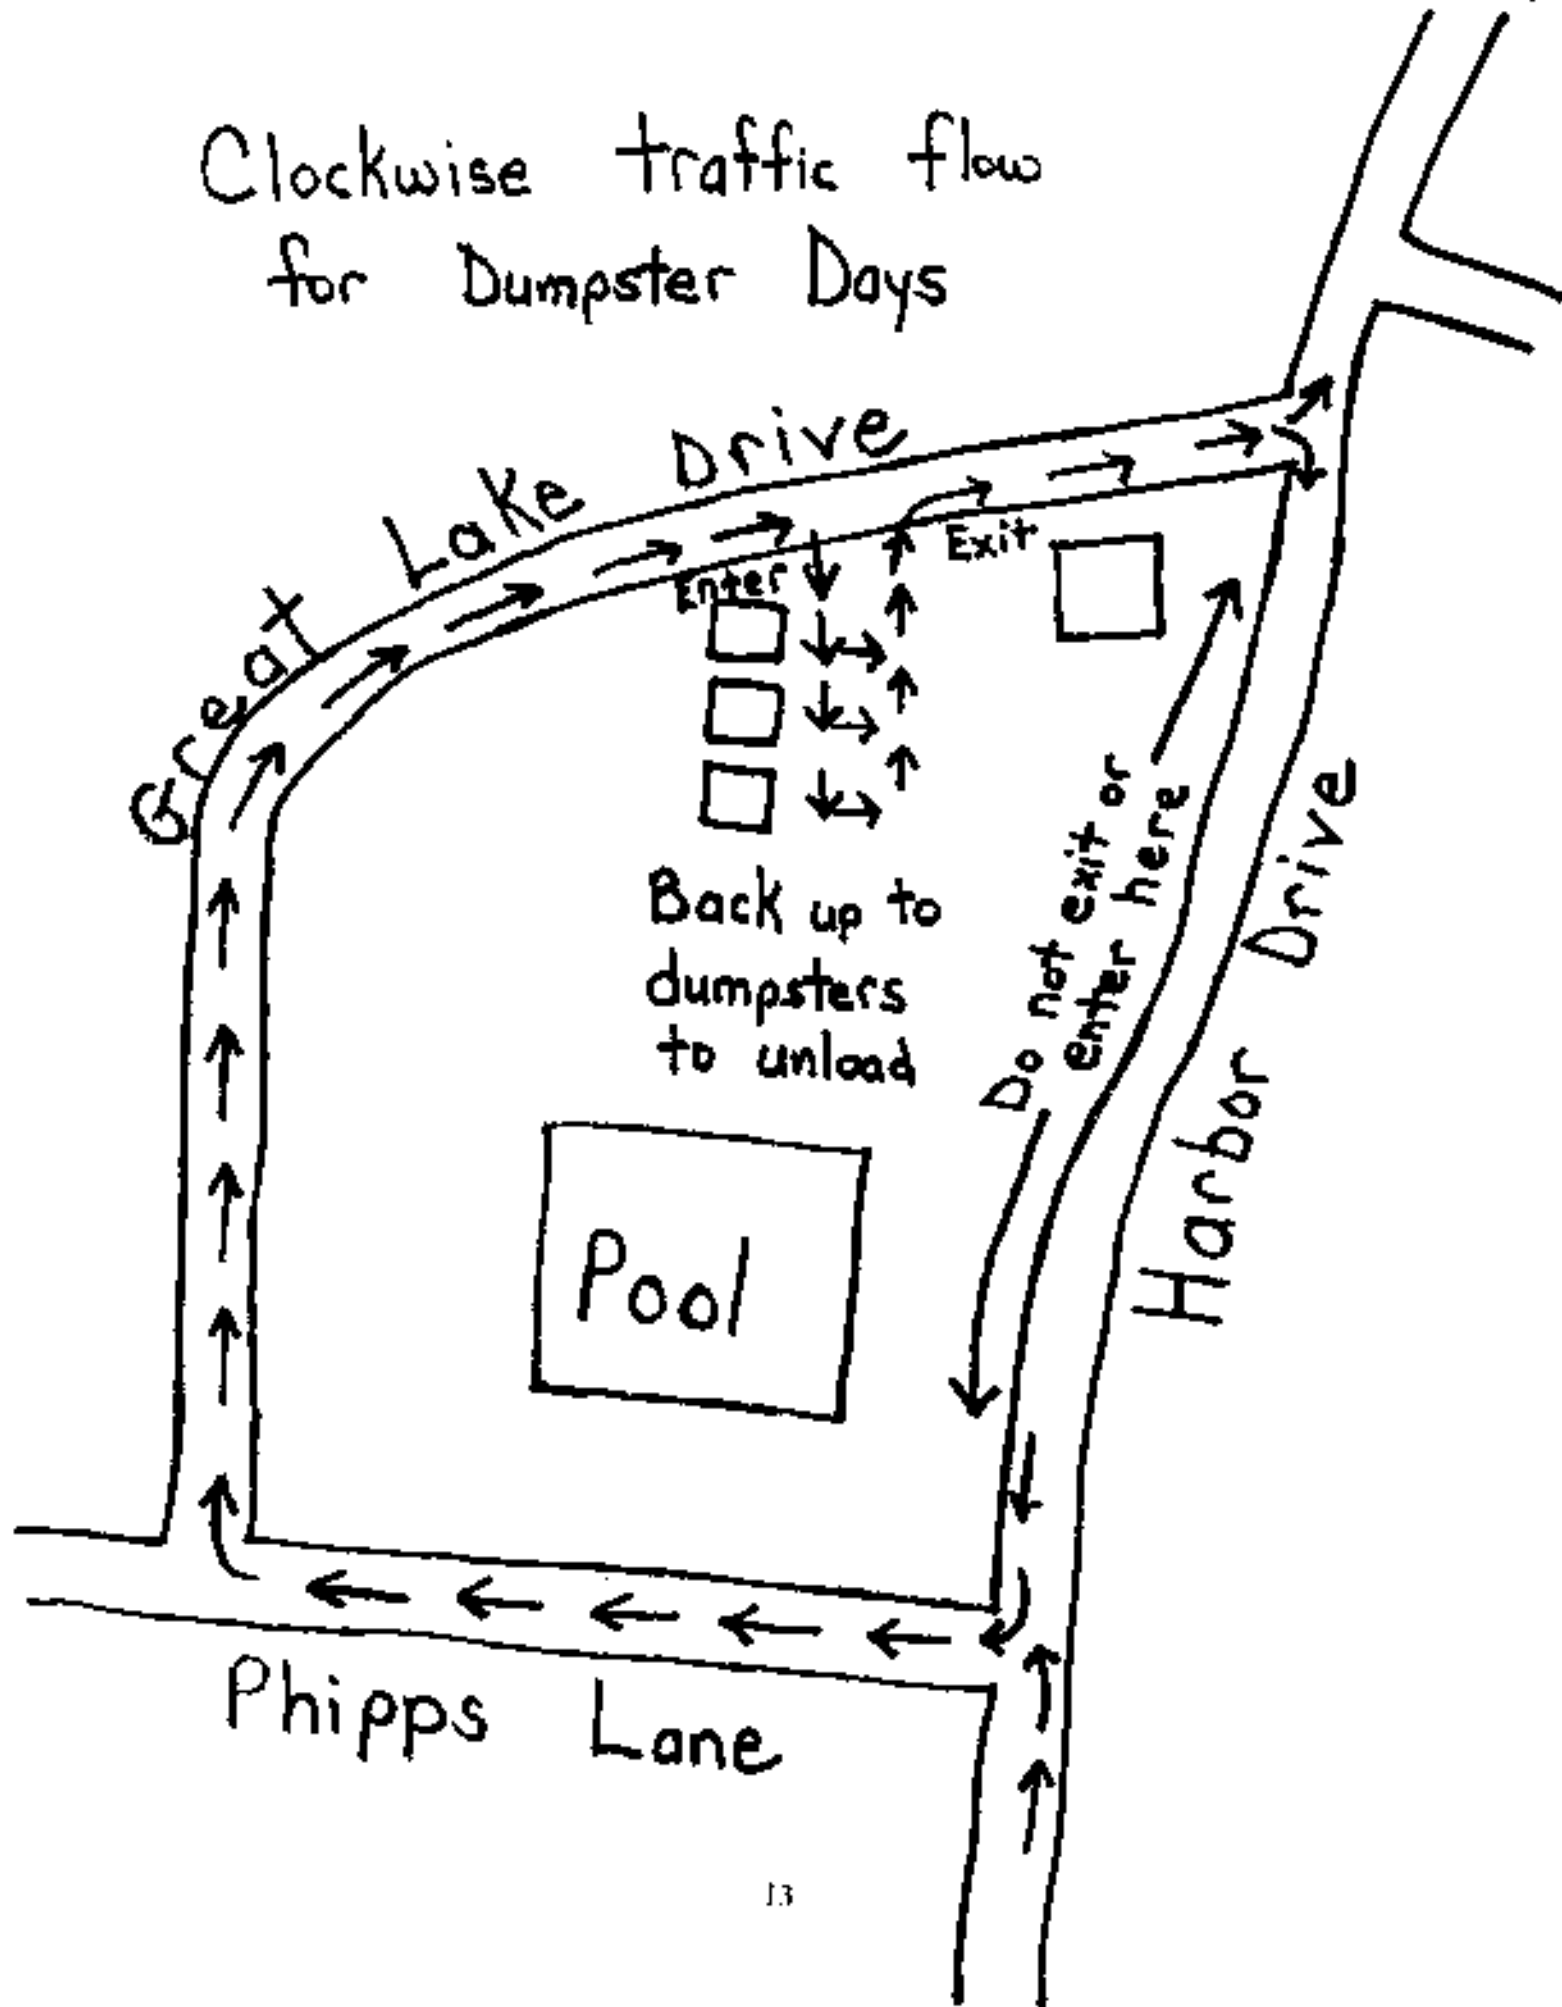 Clockwise traffic flow
for Dumpster Days
Great Lake Drive
Enter
Exit
Back up to
dumpsters
to unload
Do not exit or
enter here
Harbor Drive
Pool
Phipps Lane
13